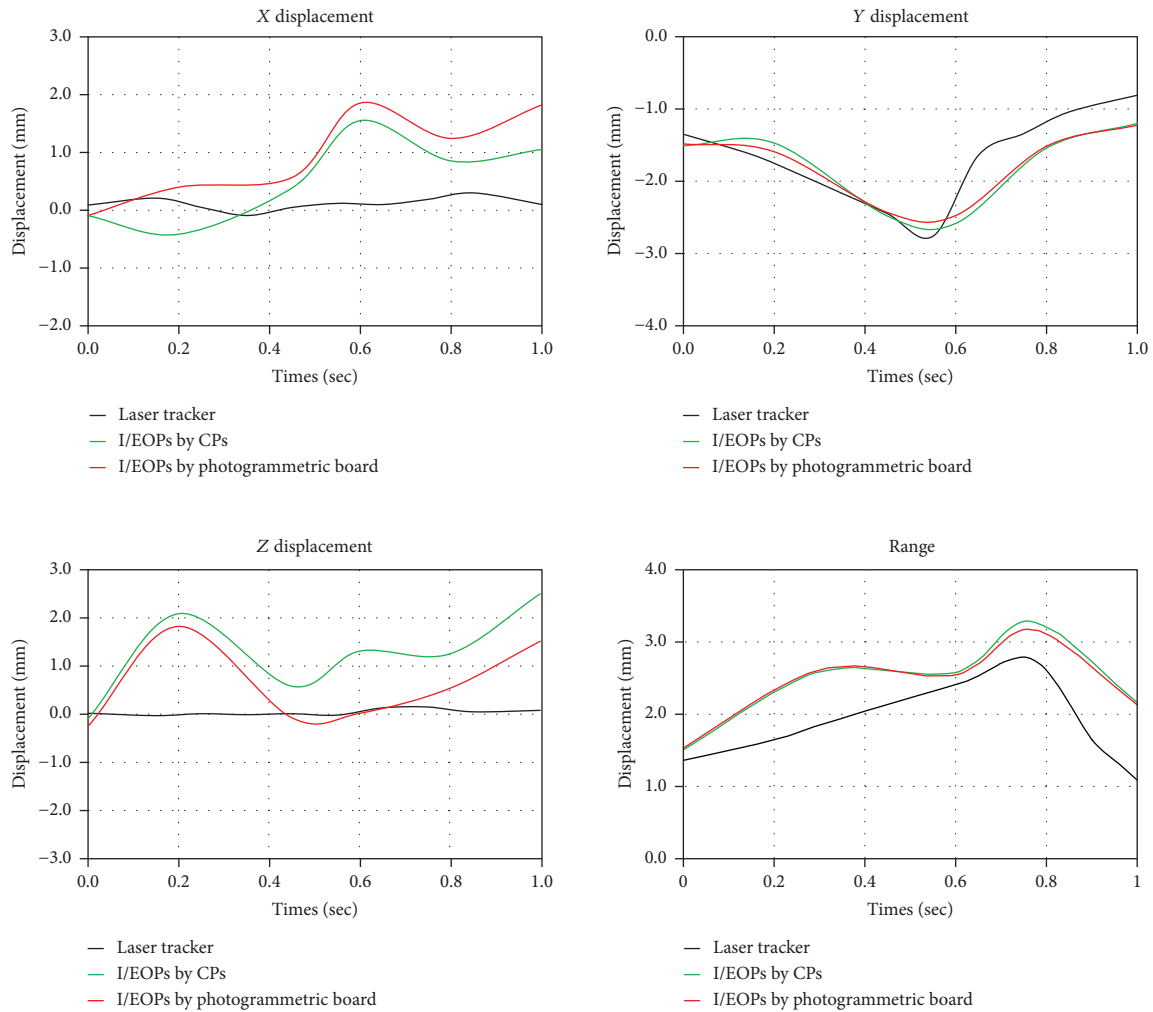 X displacement
3.0
2.0
1.0
0.0
−1.0
−2.0
Displacement (mm)
0.0 0.2 0.4 0.6 0.8 1.0
Times (sec)
Laser tracker
I/EOPs by CPs
I/EOPs by photogrammetric board
Y displacement
0.0
−1.0
−2.0
−3.0
−4.0
Displacement (mm)
0.0 0.2 0.4 0.6 0.8 1.0
Times (sec)
Laser tracker
I/EOPs by CPs
I/EOPs by photogrammetric board
Z displacement
3.0
2.0
1.0
0.0
−1.0
−2.0
−3.0
Displacement (mm)
0.0 0.2 0.4 0.6 0.8 1.0
Times (sec)
Laser tracker
I/EOPs by CPs
I/EOPs by photogrammetric board
Range
4.0
3.0
2.0
1.0
0.0
Displacement (mm)
0 0.2 0.4 0.6 0.8 1
Times (sec)
Laser tracker
I/EOPs by CPs
I/EOPs by photogrammetric board